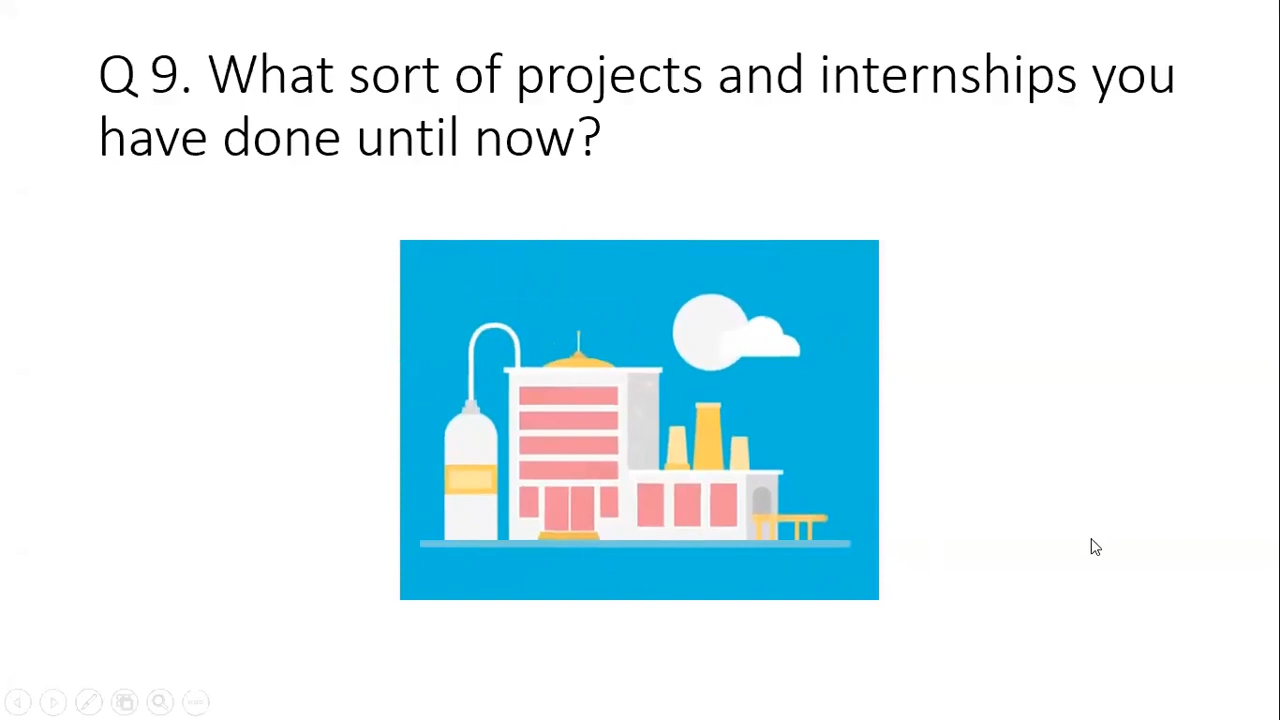 Q 9. What sort of projects and internships you
have done until now?